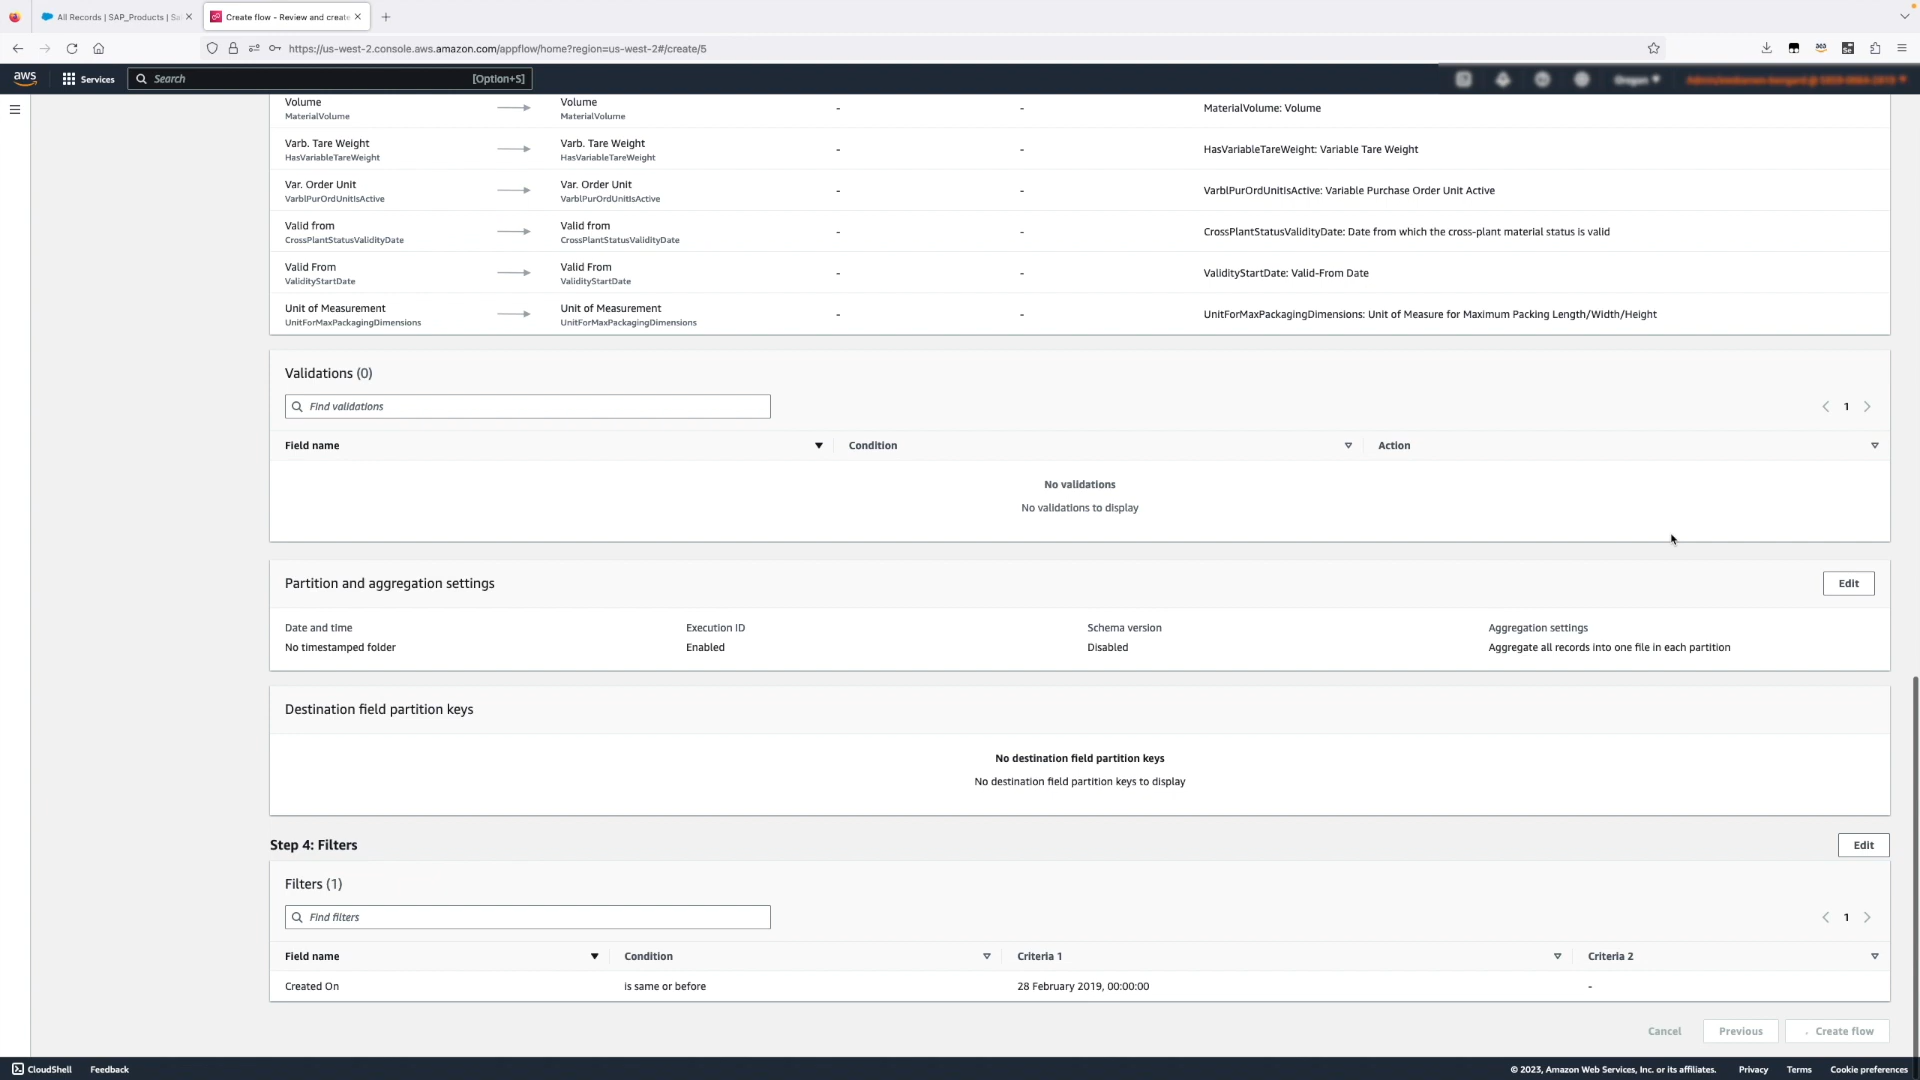 All Records | SAP_Products | Sa
Create flow - Review and create
https://us-west-2.console.aws.amazon.com/appflow/home?region=us-west-2#/create/5
aws
Services
Search
[Option+S]
Oregon
Volume
MaterialVolume
Volume
MaterialVolume
-
-
MaterialVolume: Volume
Varb. Tare Weight
HasVariableTareWeight
Varb. Tare Weight
HasVariableTareWeight
-
-
HasVariableTareWeight: Variable Tare Weight
Var. Order Unit
VarblPurOrdUnitIsActive
Var. Order Unit
VarblPurOrdUnitIsActive
-
-
VarblPurOrdUnitIsActive: Variable Purchase Order Unit Active
Valid from
CrossPlantStatusValidityDate
Valid from
CrossPlantStatusValidityDate
-
-
CrossPlantStatusValidityDate: Date from which the cross-plant material status is valid
Valid From
ValidityStartDate
Valid From
ValidityStartDate
-
-
ValidityStartDate: Valid-From Date
Unit of Measurement
UnitForMaxPackagingDimensions
Unit of Measurement
UnitForMaxPackagingDimensions
-
-
UnitForMaxPackagingDimensions: Unit of Measure for Maximum Packing Length/Width/Height
Validations (0)
Find validations
1
Field name
Condition
Action
No validations
No validations to display
Partition and aggregation settings
Edit
Date and time
No timestamped folder
Execution ID
Enabled
Schema version
Disabled
Aggregation settings
Aggregate all records into one file in each partition
Destination field partition keys
No destination field partition keys
No destination field partition keys to display
Step 4: Filters
Edit
Filters (1)
Find filters
1
Field name
Condition
Criteria 1
Criteria 2
Created On
is same or before
28 February 2019, 00:00:00
-
Cancel
Previous
Create flow
CloudShell
Feedback
© 2023, Amazon Web Services, Inc. or its affiliates.
Privacy
Terms
Cookie preferences